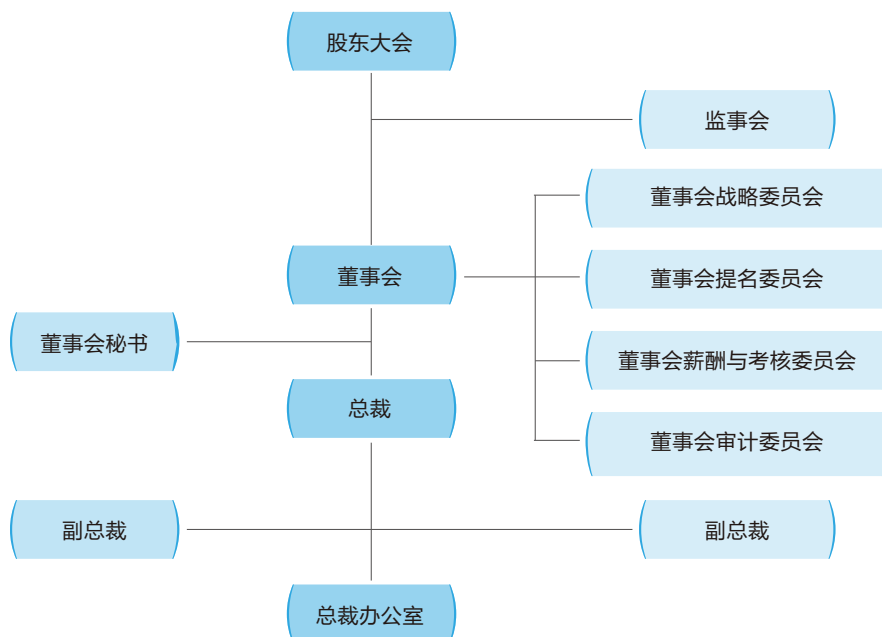 股东大会
监事会
董事会战略委员会
董事会
董事会提名委员会
董事会秘书
董事会薪酬与考核委员会
总裁
董事会审计委员会
副总裁
副总裁
总裁办公室